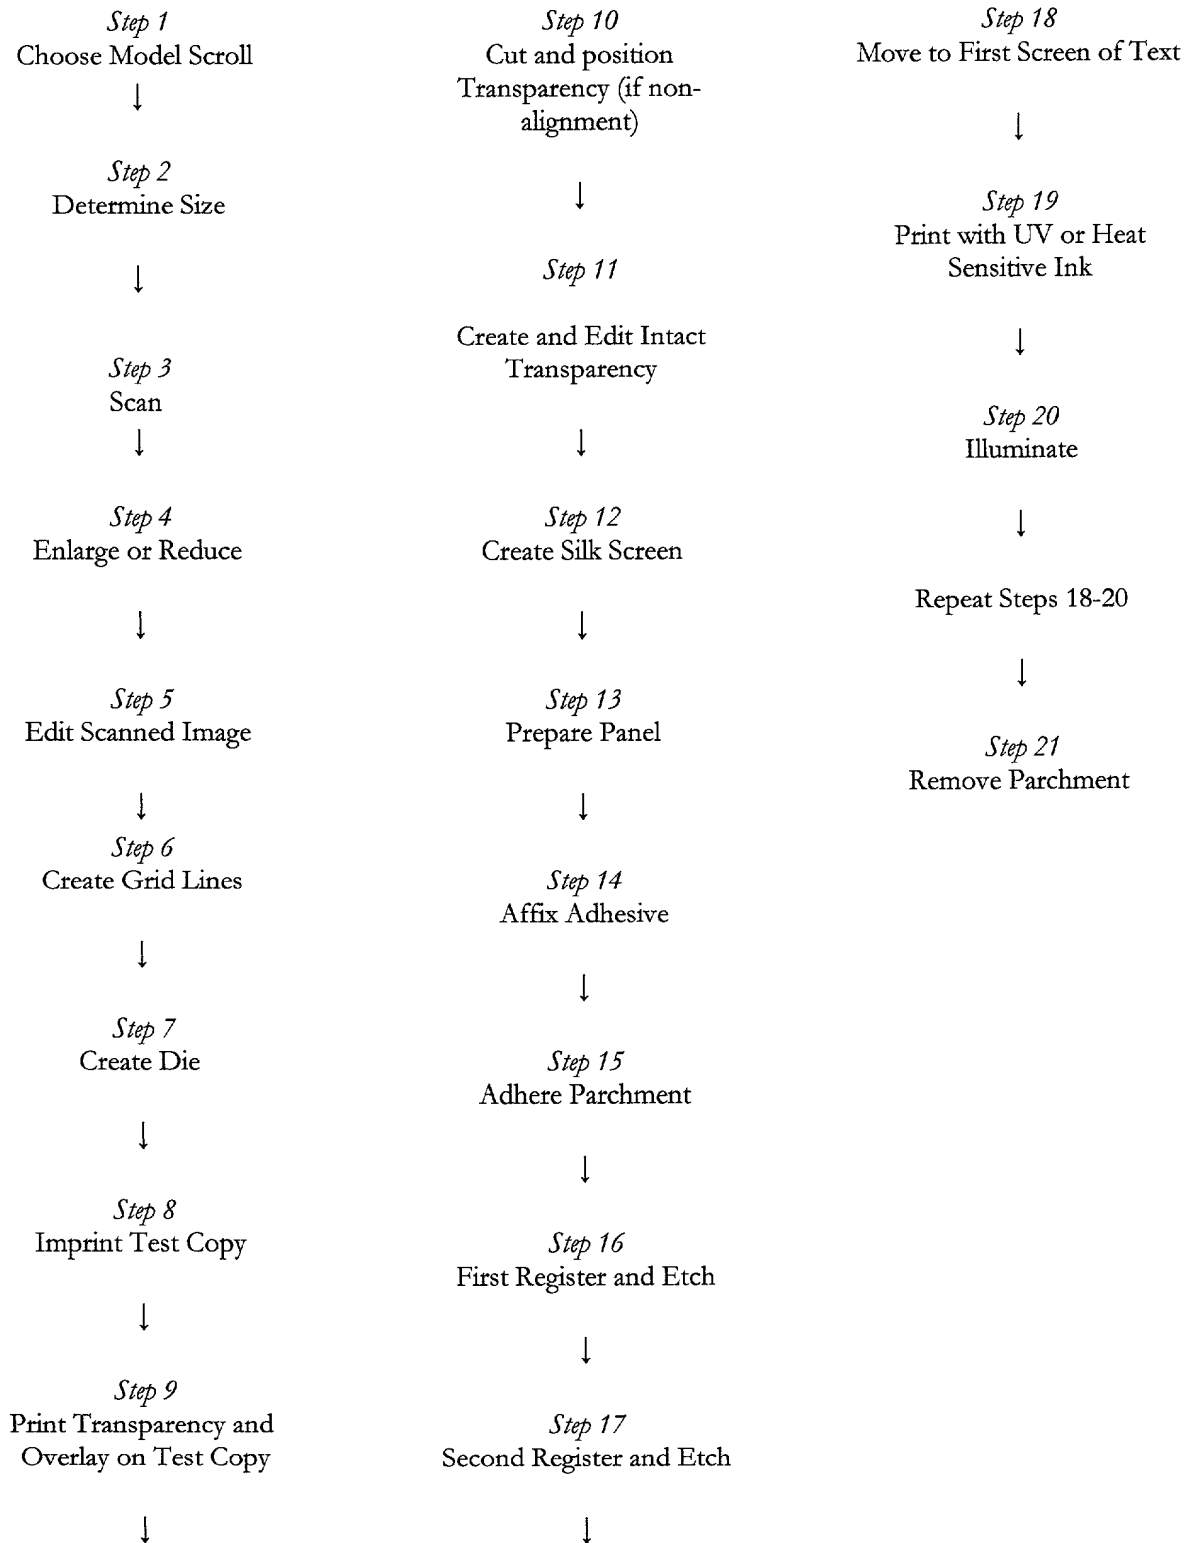 Step 1
Choose Model Scroll
↓
Step 2
Determine Size
↓
Step 3
Scan
↓
Step 4
Enlarge or Reduce
↓
Step 5
Edit Scanned Image
↓
Step 6
Create Grid Lines
↓
Step 7
Create Die
↓
Step 8
Imprint Test Copy
↓
Step 9
Print Transparency and
Overlay on Test Copy
↓
Step 10
Cut and position
Transparency (if non-
alignment)
↓
Step 11
Create and Edit Intact
Transparency
↓
Step 12
Create Silk Screen
↓
Step 13
Prepare Panel
↓
Step 14
Affix Adhesive
↓
Step 15
Adhere Parchment
↓
Step 16
First Register and Etch
↓
Step 17
Second Register and Etch
↓
Step 18
Move to First Screen of Text
↓
Step 19
Print with UV or Heat
Sensitive Ink
↓
Step 20
Illuminate
↓
Repeat Steps 18-20
↓
Step 21
Remove Parchment